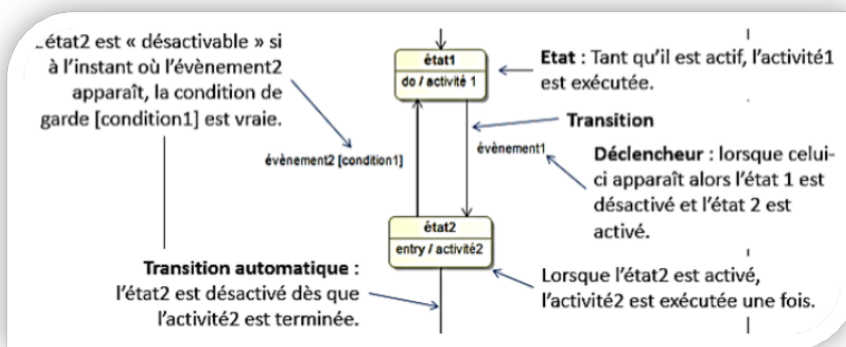 état2 est « désactivable » si
à l'instant où l'évènement2
apparaît, la condition de
garde [condition1] est vraie.
état1
do / activité 1
Etat : Tant qu'il est actif, l'activité1
est exécutée.
Transition
évènement2 [condition1]
évènement1
Déclencheur : lorsque celui-
ci apparaît alors l'état 1 est
désactivé et l'état 2 est
activé.
état2
entry / activité2
Transition automatique :
l'état2 est désactivé dès que
l'activité2 est terminée.
Lorsque l'état2 est activé,
l'activité2 est exécutée une fois.